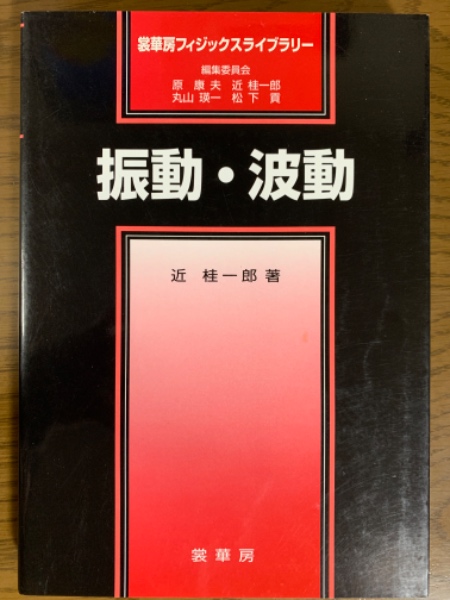 裳華房フィジックスライブラリー
編集委員会
原 康夫 近 桂一郎
丸山 瑛一 松下 貢
振動・波動
近 桂一郎 著
裳華房